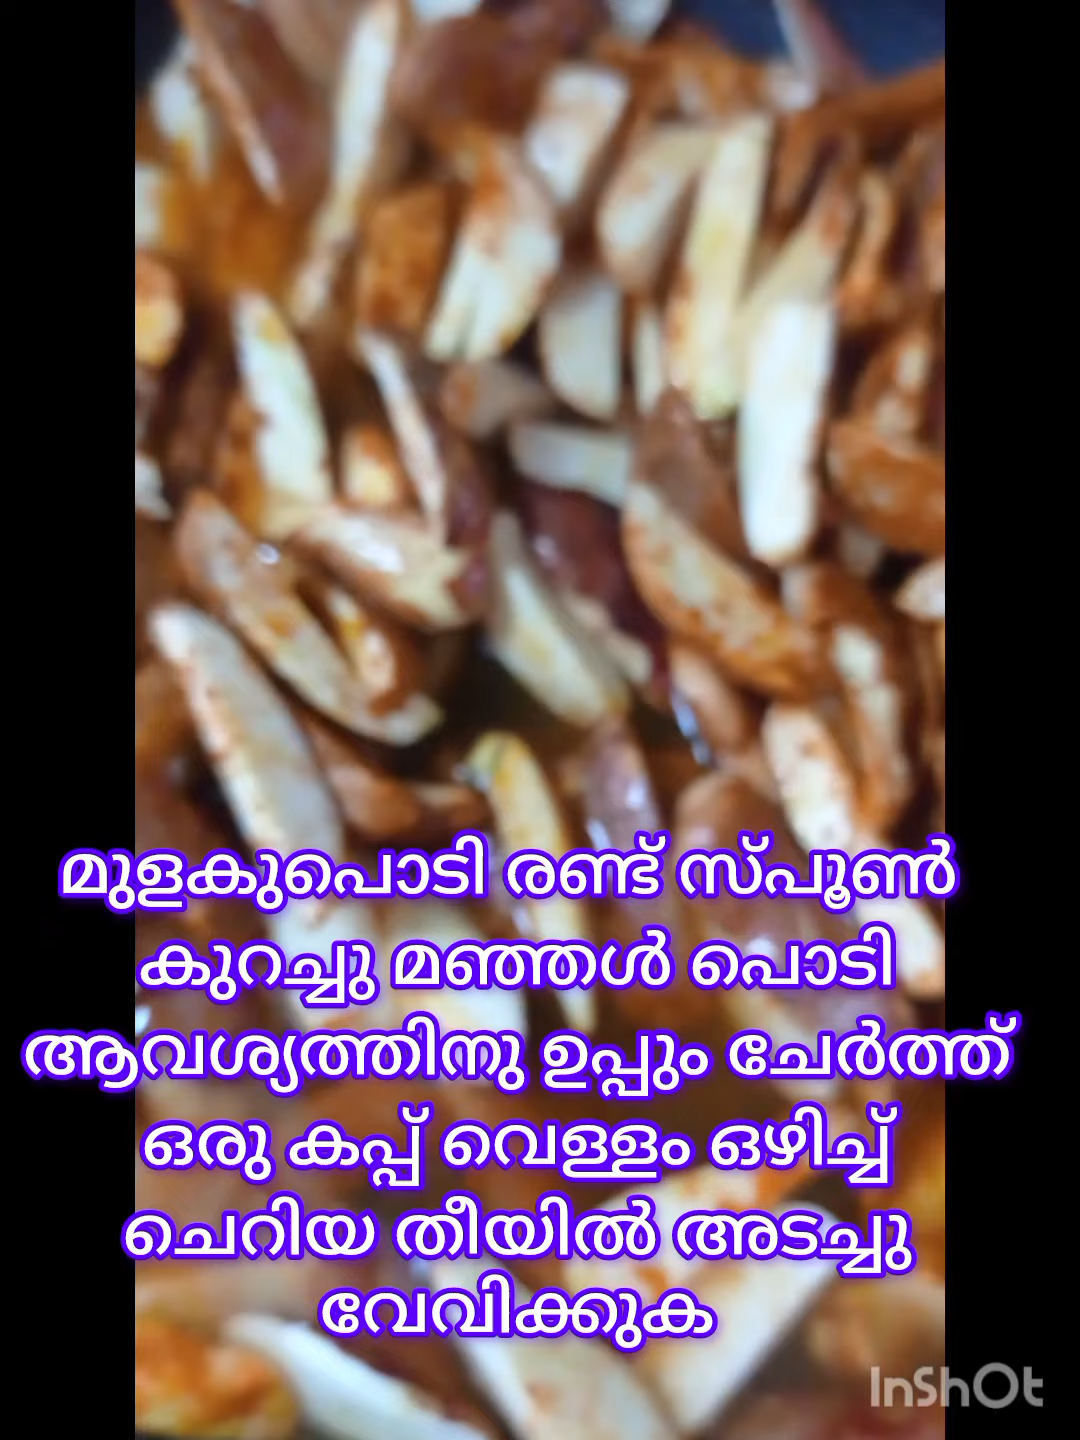 മുളകുപൊടി രണ്ട് സ്പൂൺ
കുറച്ചു മഞ്ഞൾ പൊടി
ആവശ്യത്തിനു ഉപ്പും ചേർത്ത്
ഒരു കപ്പ് വെള്ളം ഒഴിച്ച്
ചെറിയ തീയിൽ അടച്ചു
വേവിക്കുക
InShOt